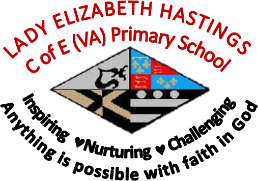 LADY ELIZABETH HASTINGS
C of E (VA) Primary School
Inspiring ♥ Nurturing ♥ Challenging
Anything is possible with faith in God